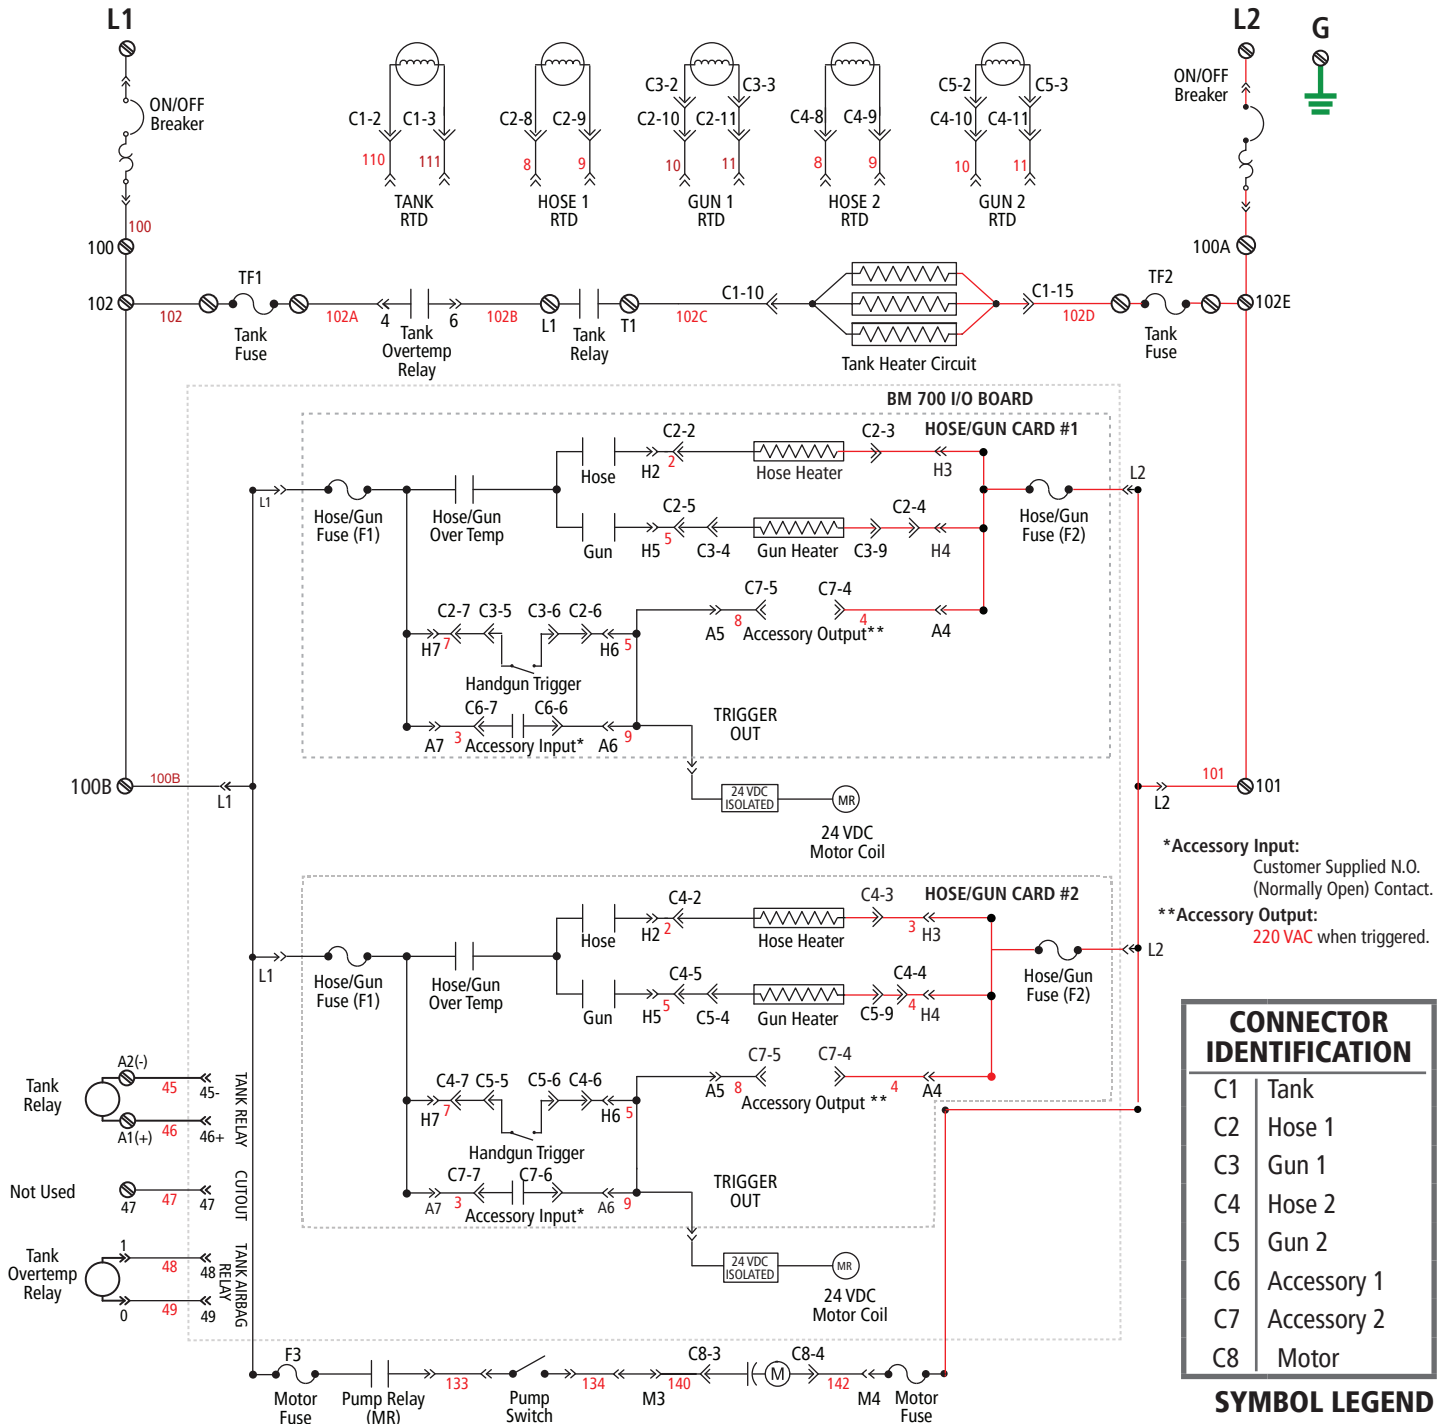 L1
L2
G
ON/OFF
Breaker
ON/OFF
Breaker
C3-2
C3-3
C5-2
C5-3
C1-2
C1-3
C2-8
C2-9
C2-10
C2-11
C4-8
C4-9
C4-10
C4-11
110
111
8
9
10
11
8
9
10
11
TANK
RTD
HOSE 1
RTD
GUN 1
RTD
HOSE 2
RTD
GUN 2
RTD
100
100
100A
102
TF1
C1-10
C1-15
TF2
102E
102
102A
4
6
102B
L1
T1
102C
102D
Tank
Fuse
Tank
Overtemp
Relay
Tank
Relay
Tank Heater Circuit
Tank
Fuse
BM 700 I/O BOARD
HOSE/GUN CARD #1
C2-2
C2-3
Hose
H2
2
Hose Heater
H3
L1
L2
Hose/Gun
Fuse (F1)
Hose/Gun
Over Temp
C2-5
C2-4
Gun
H5
5
C3-4
Gun Heater
C3-9
H4
Hose/Gun
Fuse (F2)
C7-5
C7-4
C2-7
C3-5
C3-6
C2-6
A5
8
Accessory Output**
4
A4
H7
7
H6
5
Handgun Trigger
C6-7
C6-6
TRIGGER
OUT
A7
3
Accessory Input*
A6
9
100B
100B
L1
24 VDC
ISOLATED
MR
101
L2
101
24 VDC
Motor Coil
*Accessory Input:
Customer Supplied N.O.
(Normally Open) Contact.
**Accessory Output:
220 VAC when triggered.
HOSE/GUN CARD #2
C4-2
C4-3
Hose
H2
2
Hose Heater
3
H3
L1
L2
Hose/Gun
Fuse (F1)
Hose/Gun
Over Temp
C4-5
C4-4
Gun
H5
5
C5-4
Gun Heater
C5-9
4
H4
Hose/Gun
Fuse (F2)
C7-5
C7-4
C4-7
C5-5
C5-6
C4-6
A5
8
Accessory Output **
4
A4
H7
7
H6
5
Handgun Trigger
C7-7
C7-6
TRIGGER
OUT
A7
3
Accessory Input*
A6
9
24 VDC
ISOLATED
MR
24 VDC
Motor Coil
Tank
Relay
A2(-)
45
45-
A1(+)
46
46+
TANK RELAY
Not Used
47
47
47
CUTOUT
Tank
Overtemp
Relay
1
48
48
0
49
49
TANK AIRBAG
RELAY
F3
C8-3
C8-4
M
Motor
Fuse
Pump Relay
(MR)
133
Pump
Switch
134
M3
140
142
M4
Motor
Fuse
CONNECTOR
IDENTIFICATION
C1 Tank
C2 Hose 1
C3 Gun 1
C4 Hose 2
C5 Gun 2
C6 Accessory 1
C7 Accessory 2
C8 Motor
SYMBOL LEGEND